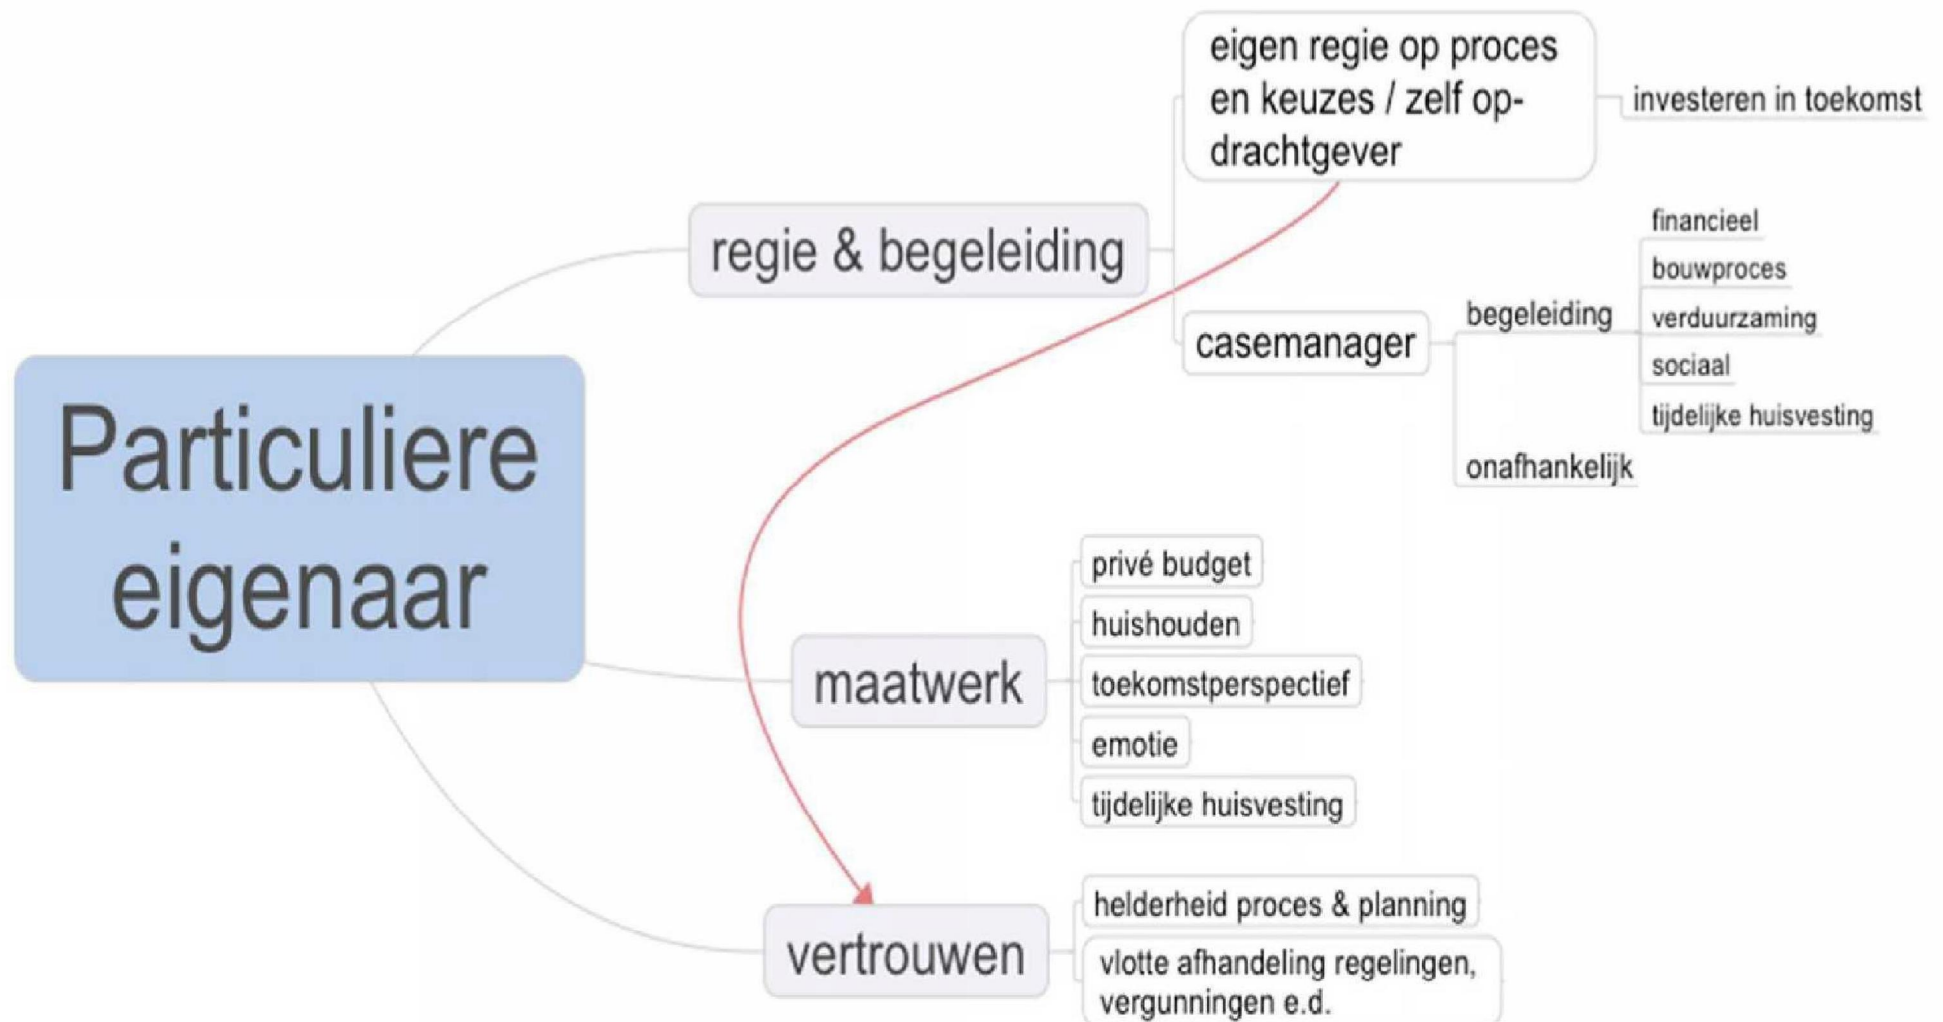 Particuliere
eigenaar
regie & begeleiding
eigen regie op proces
en keuzes / zelf op-
drachtgever
investeren in toekomst
casemanager
begeleiding
financieel
bouwproces
verduurzaming
sociaal
tijdelijke huisvesting
onafhankelijk
maatwerk
privé budget
huishouden
toekomstperspectief
emotie
tijdelijke huisvesting
vertrouwen
helderheid proces & planning
vlotte afhandeling regelingen,
vergunningen e.d.